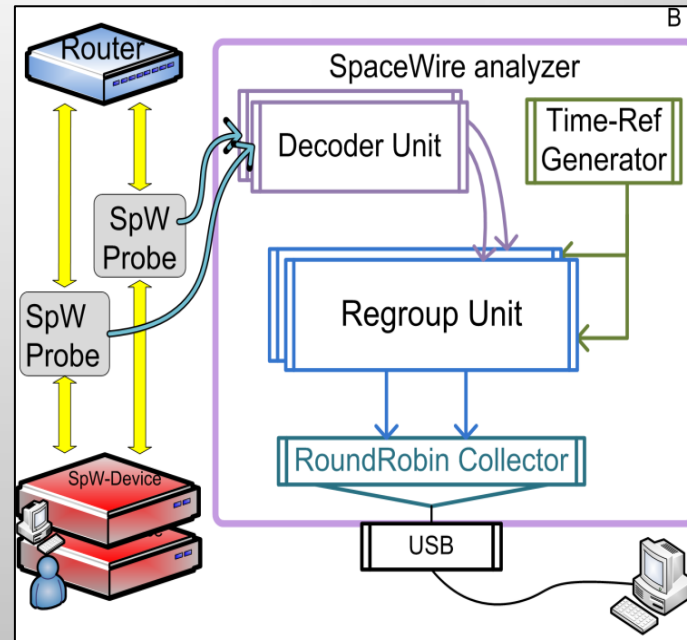 B
Router
SpaceWire analyzer
Decoder Unit
Time-Ref
Generator
SpW
Probe
SpW
Probe
Regroup Unit
RoundRobin Collector
SpW-Device
USB